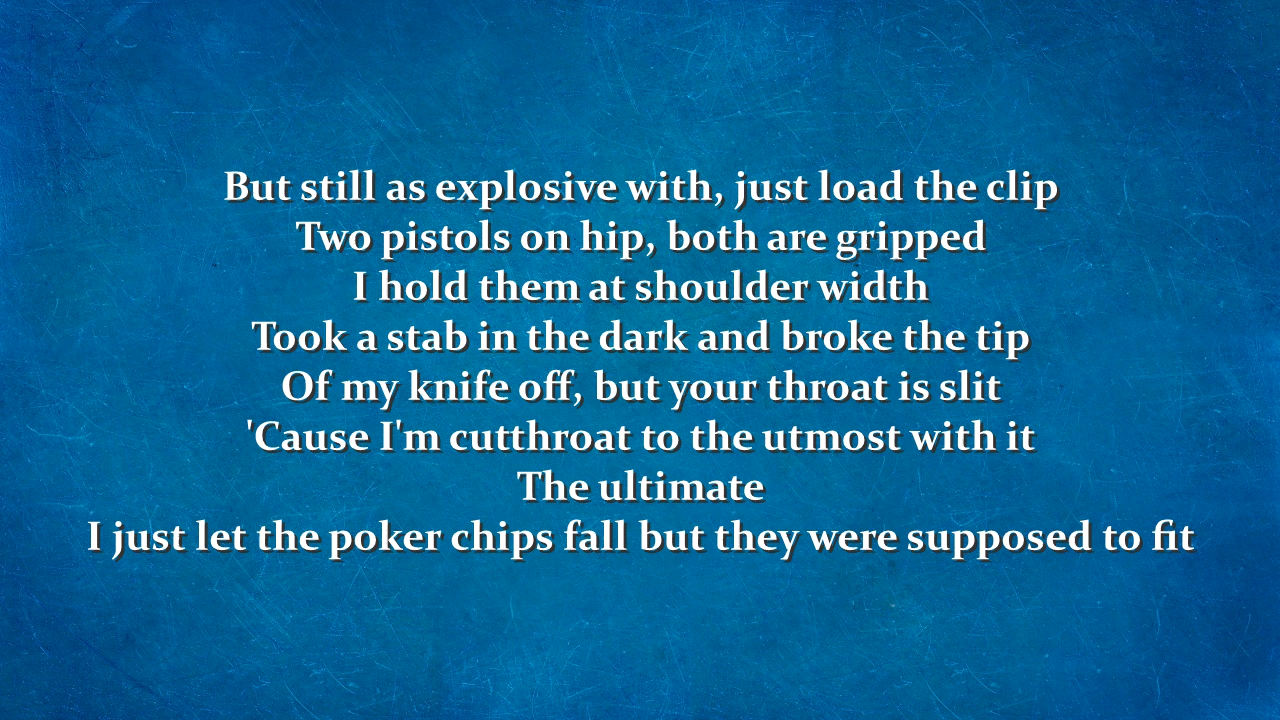 But still as explosive with, just load the clip
Two pistols on hip, both are gripped
I hold them at shoulder width
Took a stab in the dark and broke the tip
Of my knife off, but your throat is slit
'Cause I'm cutthroat to the utmost with it
The ultimate
I just let the poker chips fall but they were supposed to fit